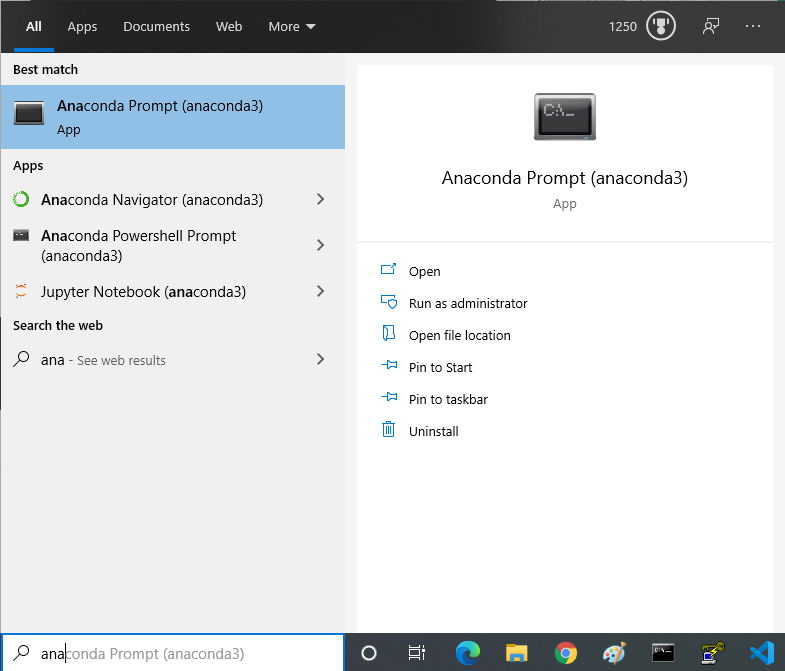 All Apps Documents Web More 1250 ...
Best match
Anaconda Prompt (anaconda3)
App
Apps
Anaconda Navigator (anaconda3)
Anaconda Powershell Prompt
(anaconda3)
Jupyter Notebook (anaconda3)
Search the web
ana - See web results
C:\_
Anaconda Prompt (anaconda3)
App
Open
Run as administrator
Open file location
Pin to Start
Pin to taskbar
Uninstall
anaconda Prompt (anaconda3)